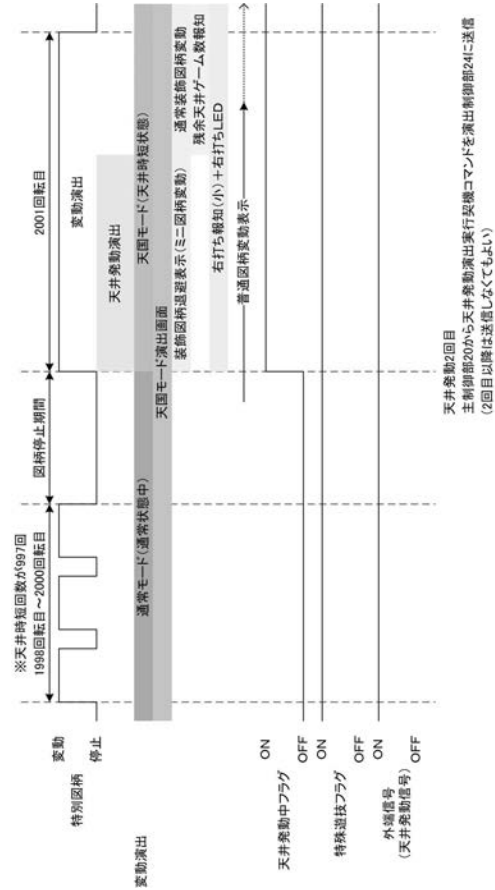 ※天井時短回数が997回
1998回転目～2000回転目
図柄停止期間
2001回転目
特別図柄
変動
停止
変動演出
天井発動演出
変動演出
通常モード(通常状態中)
天国モード(天井時短状態)
天国モード演出画面
装飾図柄退避表示(ミニ図柄変動)
通常装飾図柄変動
残余天井ゲーム数報知
右打ち報知(小)＋右打ちLED
普通図柄変動表示
天井発動中フラグ
ON
OFF
特殊遊技フラグ
ON
OFF
外端信号
(天井発動信号)
ON
OFF
天井発動2回目
主制御部20から天井発動演出実行契機コマンドを演出制御部24に送信
(2回目以降は送信しなくてもよい)